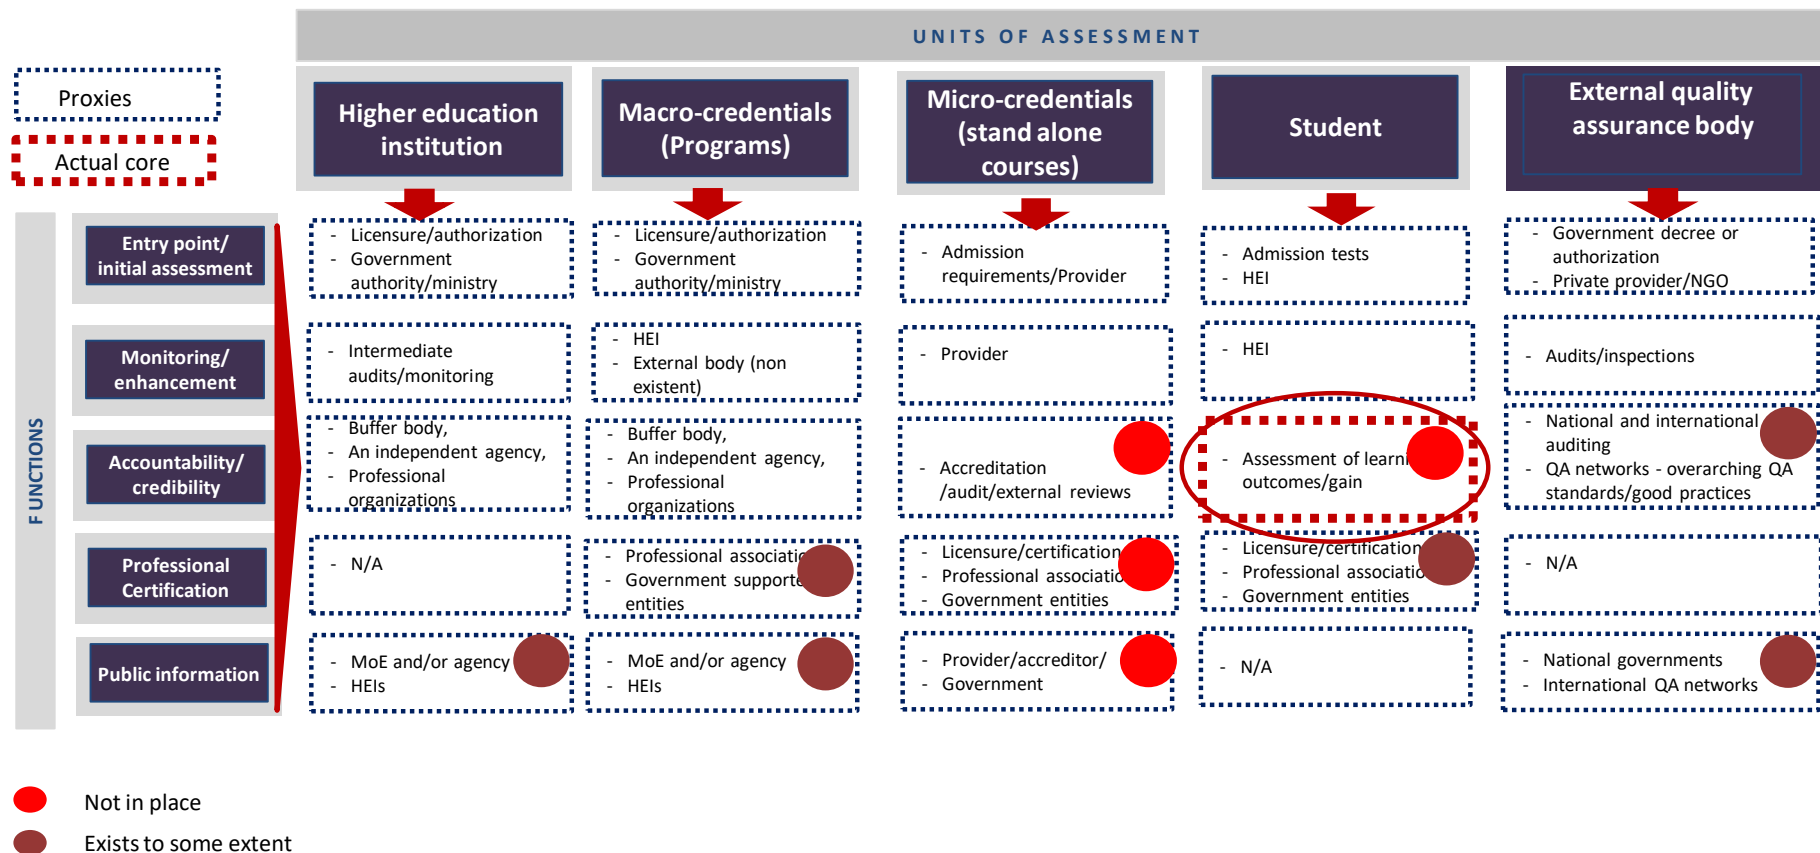 UNITS OF ASSESSMENT
Proxies
Actual core
Higher education
institution
Macro-credentials
(Programs)
Micro-credentials
(stand alone
courses)
Student
External quality
assurance body
FUNCTIONS
Entry point/
initial assessment
- Licensure/authorization
- Government
authority/ministry
- Licensure/authorization
- Government
authority/ministry
- Admission
requirements/Provider
- Admission tests
- HEI
- Government decree or
authorization
- Private provider/NGO
Monitoring/
enhancement
- Intermediate
audits/monitoring
- HEI
- External body (non
existent)
- Provider
- HEI
- Audits/inspections
Accountability/
credibility
- Buffer body,
- An independent agency,
- Professional
organizations
- Buffer body,
- An independent agency,
- Professional
organizations
- Accreditation
/audit/external reviews
- Assessment of learni
outcomes/gain
- National and international
auditing
- QA networks - overarching QA
standards/good practices
Professional
Certification
- N/A
- Professional associatio
- Government supporte
entities
- Licensure/certification
- Professional associatio
- Government entities
- Licensure/certification
- Professional associatio
- Government entities
- N/A
Public information
- MoE and/or agency
- HEIs
- MoE and/or agency
- HEIs
- Provider/accreditor/
- Government
- N/A
- National governments
- International QA networks
Not in place
Exists to some extent